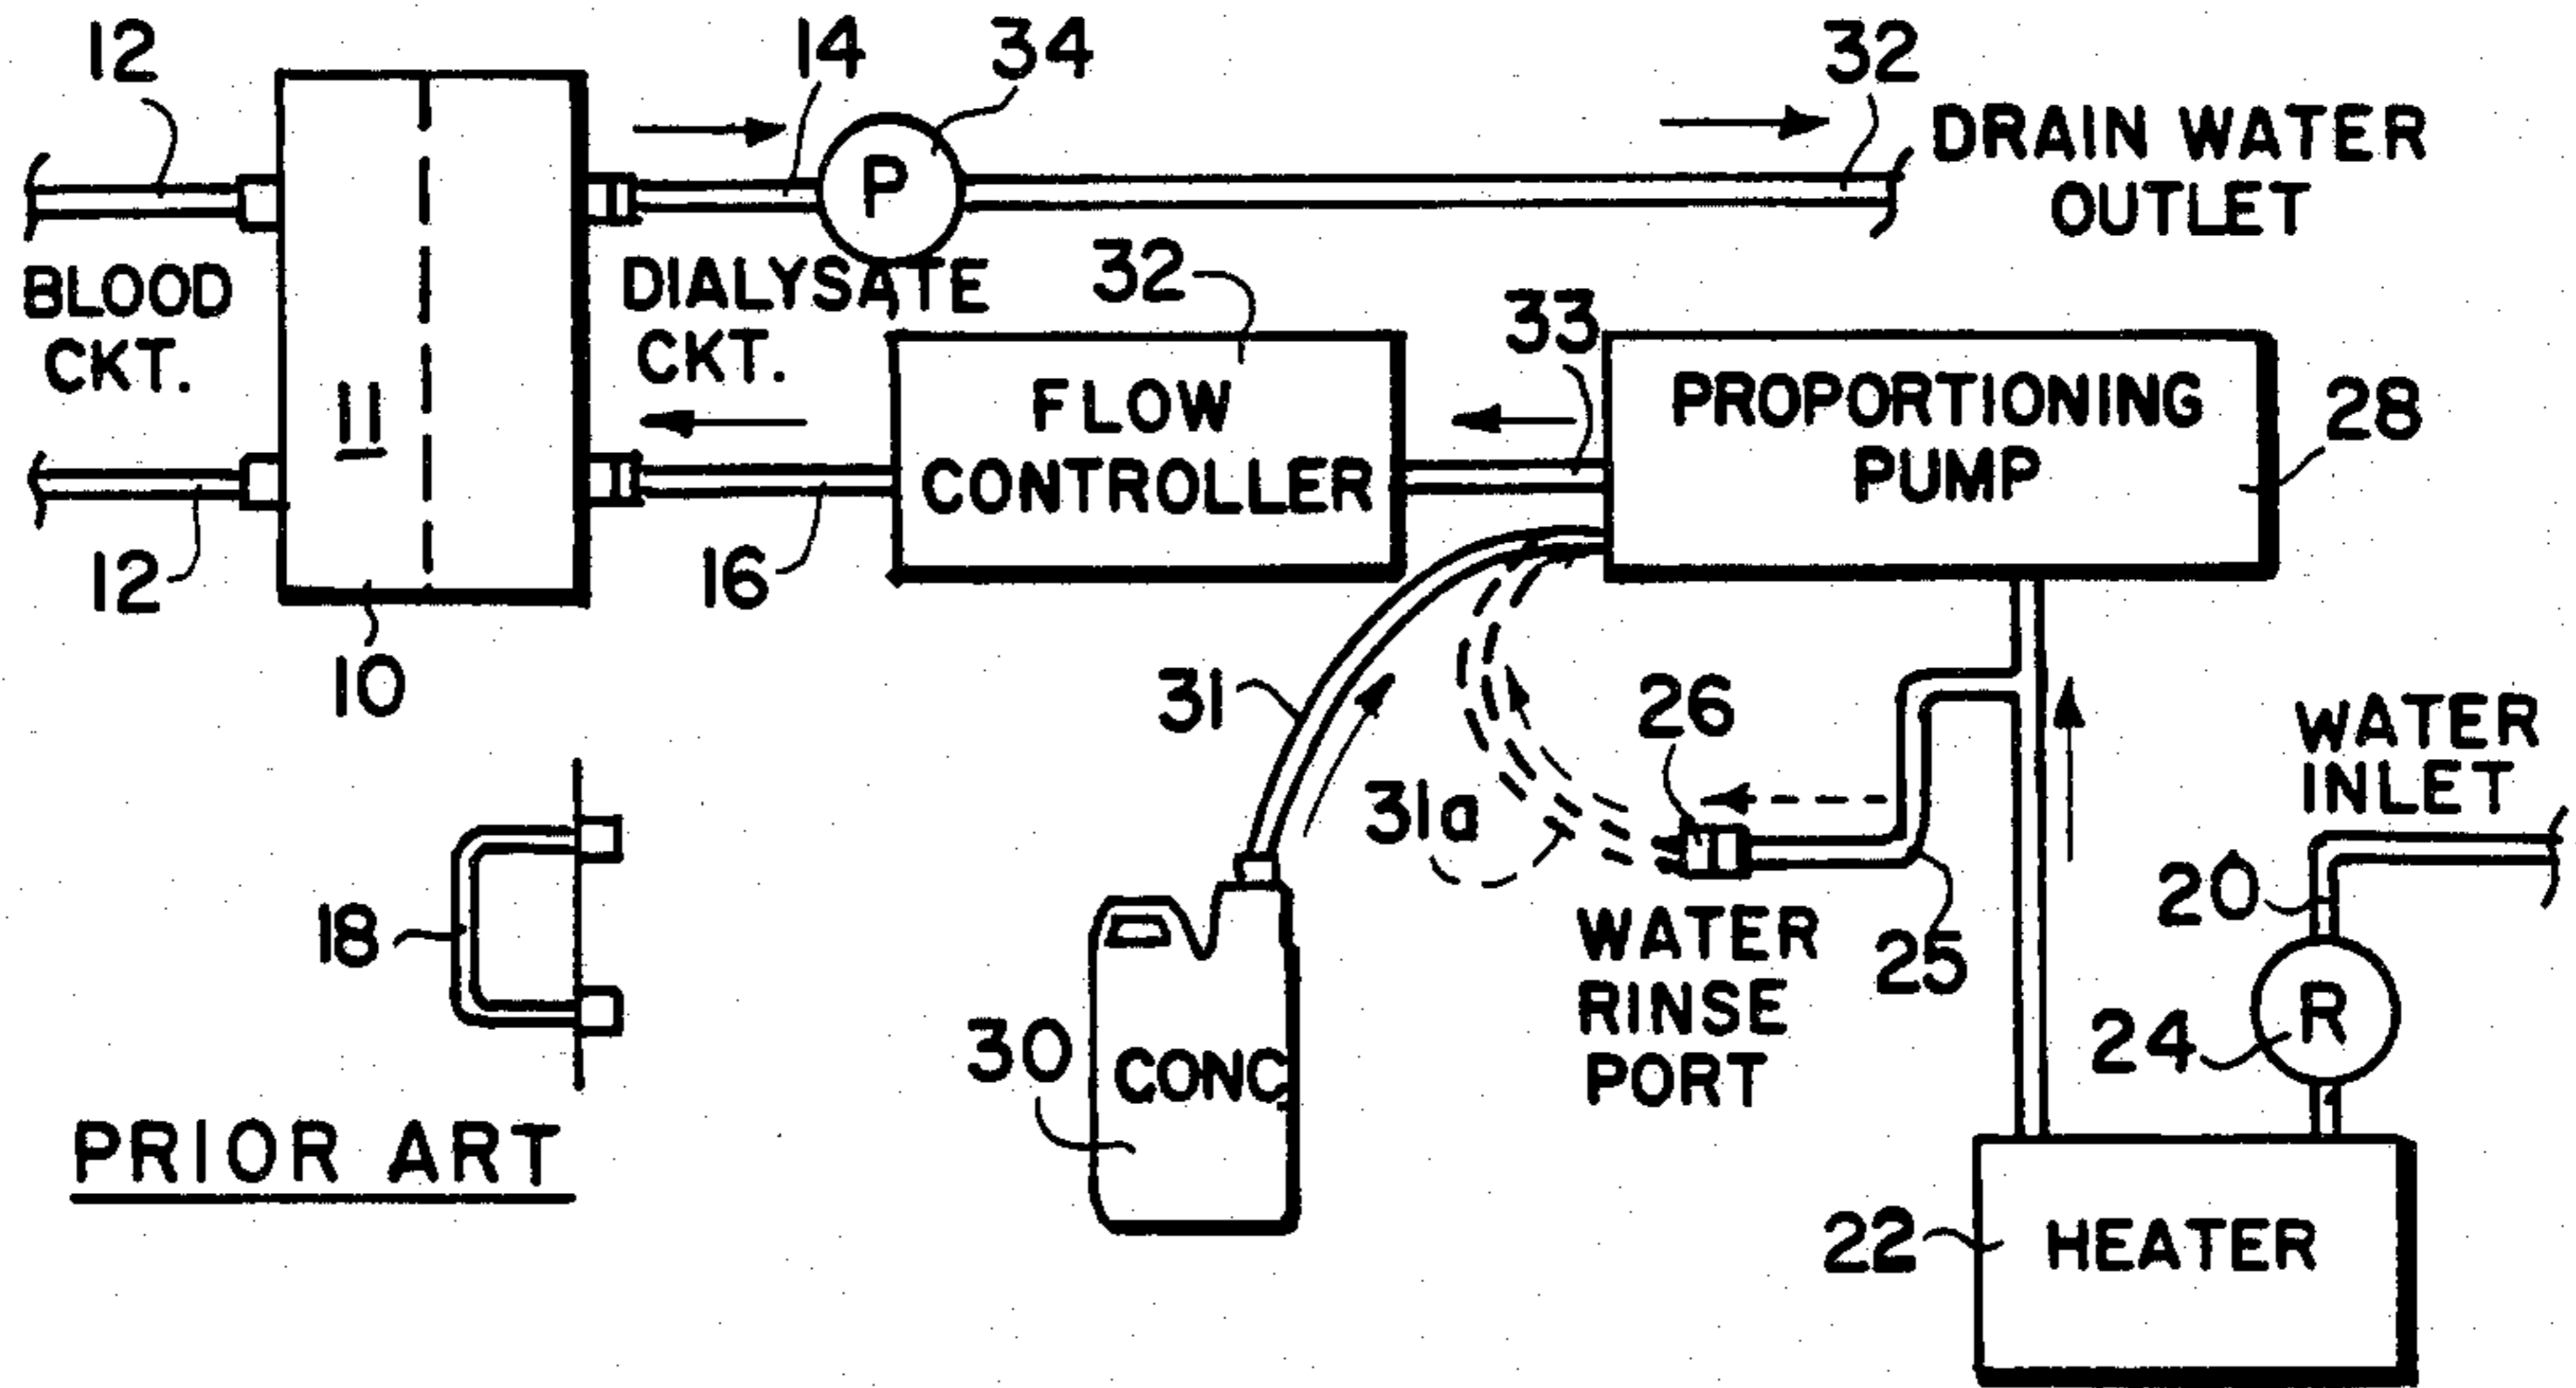 12
14
34
32
DRAIN WATER
OUTLET
BLOOD
CKT.
DIALYSATE
CKT.
32
33
11
FLOW
CONTROLLER
PROPORTIONING
PUMP
28
12
16
10
31
26
WATER
INLET
31a
20
18
WATER
RINSE
PORT
25
30
CONC
24
R
P
PRIOR ART
22
HEATER